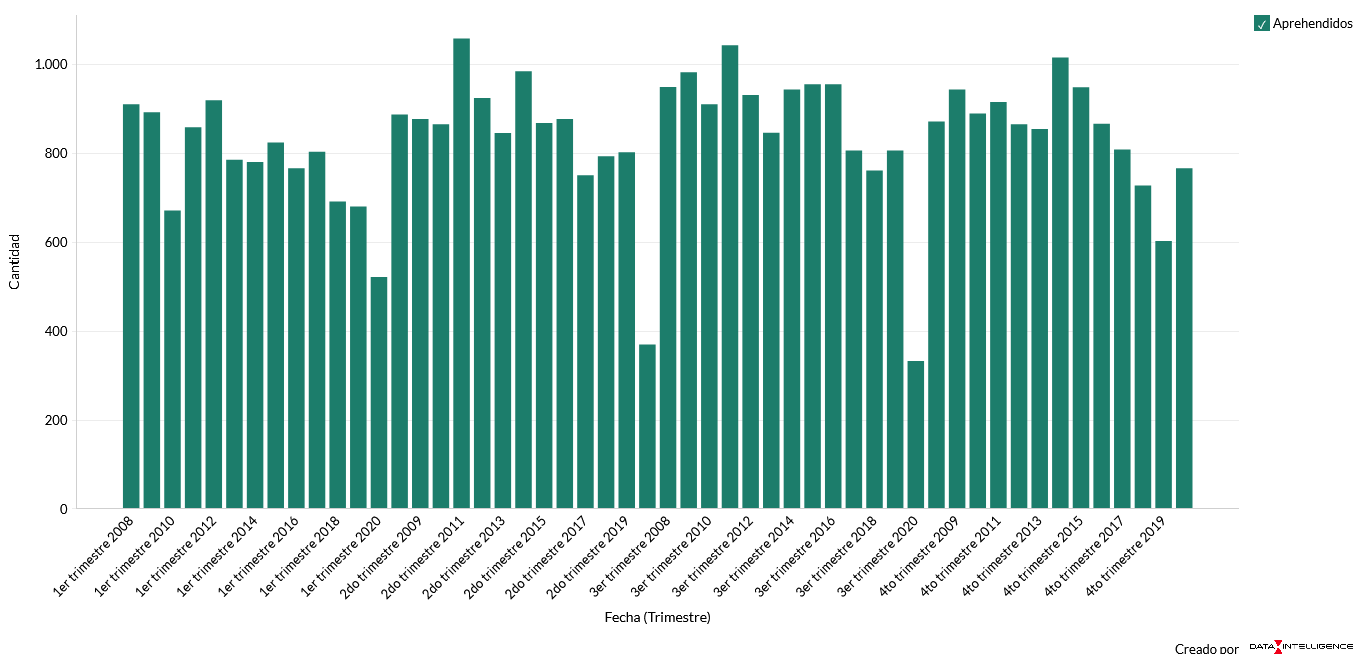 ✓ Aprehendidos
1.000
800
600
400
200
0
Cantidad
1er trimestre 2008
1er trimestre 2010
1er trimestre 2012
1er trimestre 2014
1er trimestre 2016
1er trimestre 2018
1er trimestre 2020
2do trimestre 2009
2do trimestre 2011
2do trimestre 2013
2do trimestre 2015
2do trimestre 2017
2do trimestre 2019
3er trimestre 2008
3er trimestre 2010
3er trimestre 2012
3er trimestre 2014
3er trimestre 2016
3er trimestre 2018
3er trimestre 2020
4to trimestre 2009
4to trimestre 2011
4to trimestre 2013
4to trimestre 2015
4to trimestre 2017
4to trimestre 2019
Fecha (Trimestre)
Creado por DATA INTELLIGENCE